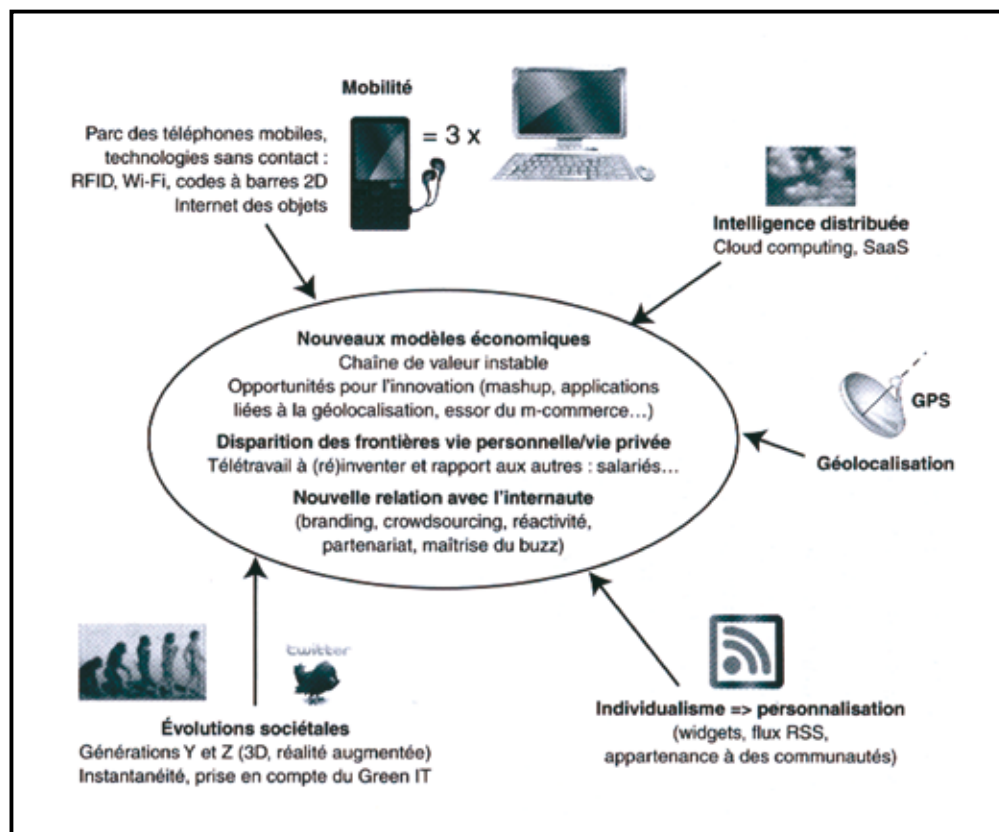 Mobilité
Parc des téléphones mobiles,
technologies sans contact :
RFID, Wi-Fi, codes à barres 2D
Internet des objets
= 3 x
Intelligence distribuée
Cloud computing, SaaS
Nouveaux modèles économiques
Chaîne de valeur instable
Opportunités pour l'innovation (mashup, applications
liées à la géolocalisation, essor du m-commerce…)
Disparition des frontières vie personnelle/vie privée
Télétravail à (ré)inventer et rapport aux autres : salariés…
Nouvelle relation avec l'internaute
(branding, crowdsourcing, réactivité,
partenariat, maîtrise du buzz)
GPS
Géolocalisation
twitter
Évolutions sociétales
Générations Y et Z (3D, réalité augmentée)
Instantanéité, prise en compte du Green IT
Individualisme => personnalisation
(widgets, flux RSS,
appartenance à des communautés)